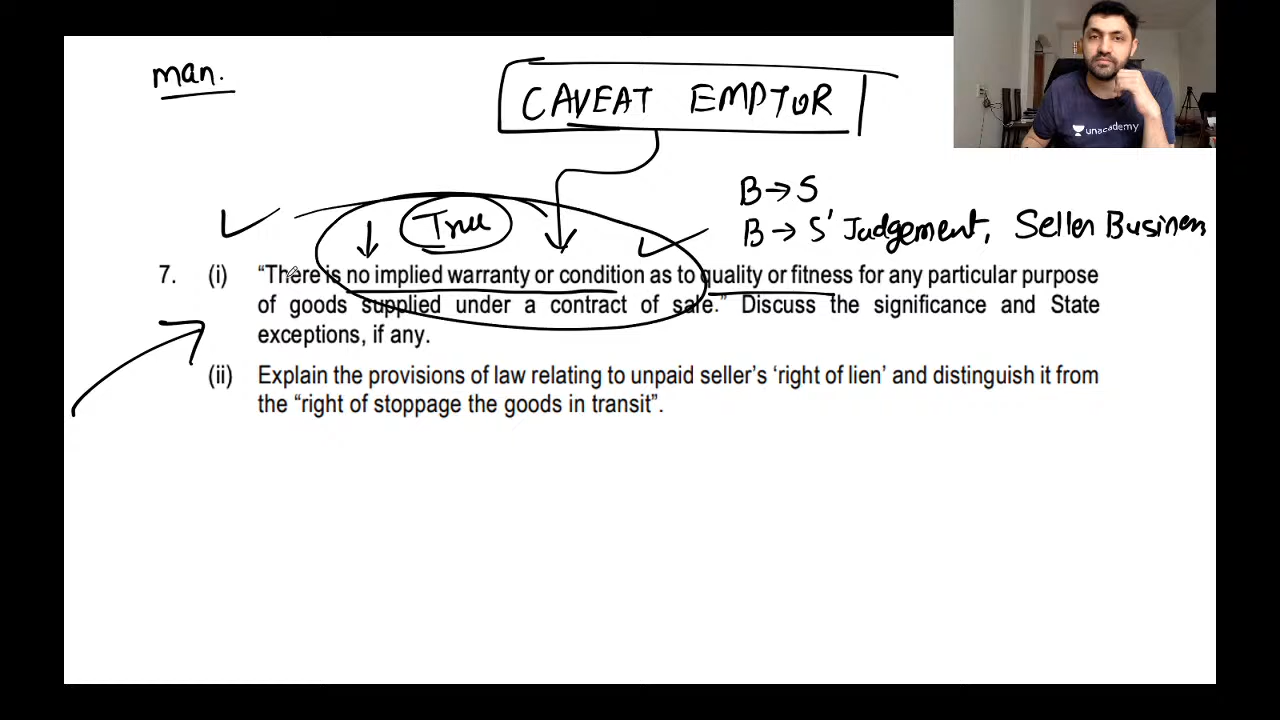 man.
CAVEAT EMPTOR
unacademy
B → S
B → S' Judgement, Seller Business
True
7. (i) “There is no implied warranty or condition as to quality or fitness for any particular purpose
of goods supplied under a contract of sale.” Discuss the significance and State
exceptions, if any.
(ii) Explain the provisions of law relating to unpaid seller’s ‘right of lien’ and distinguish it from
the “right of stoppage the goods in transit”.